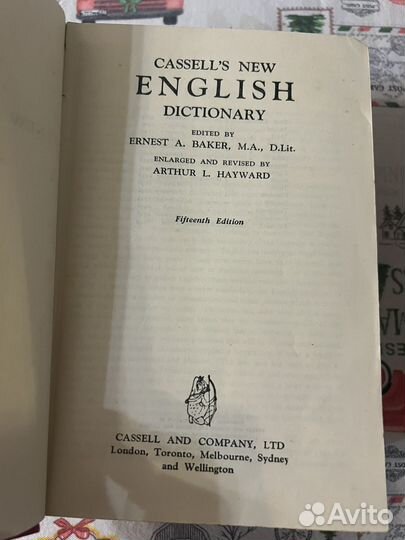 CASSELL'S NEW
ENGLISH
DICTIONARY
EDITED BY
ERNEST A. BAKER, M.A., D.Lit.
ENLARGED AND REVISED BY
ARTHUR L. HAYWARD
Fifteenth Edition
CASSELL AND COMPANY, LTD
London, Toronto, Melbourne, Sydney
and Wellington
Avito